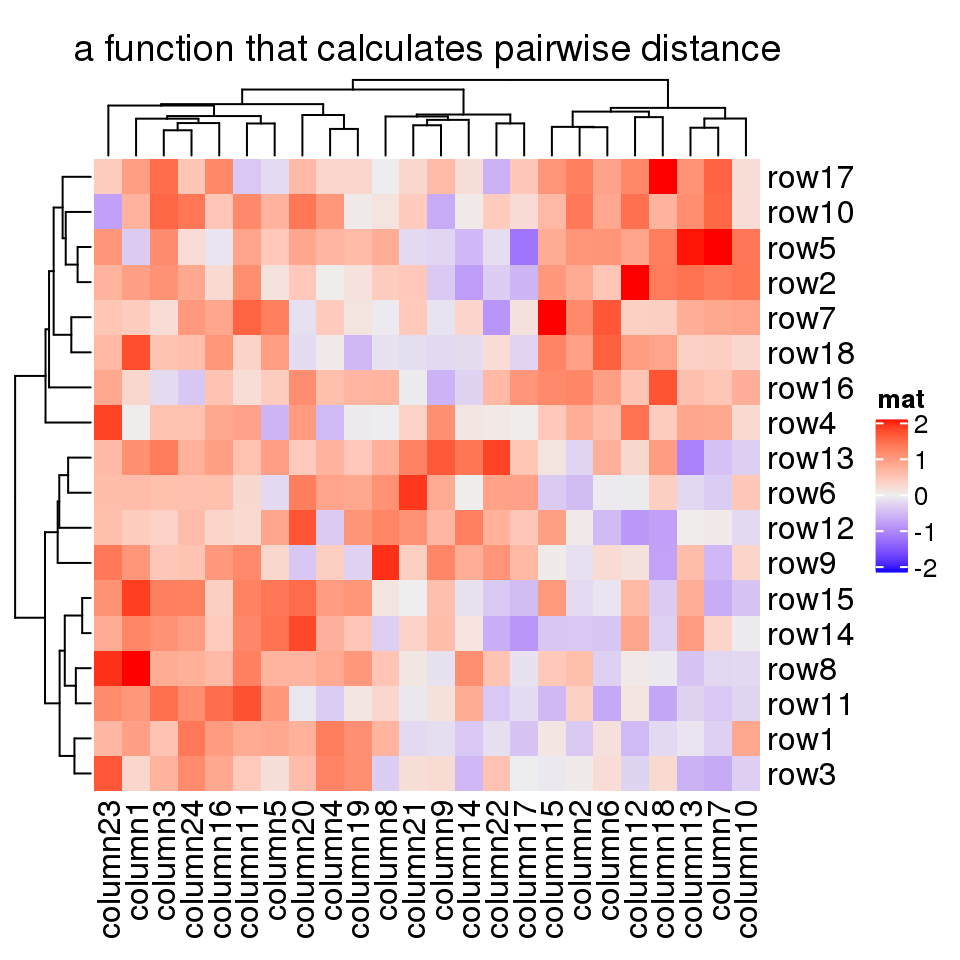 a function that calculates pairwise distance
row17
row10
row5
row2
row7
row18
row16
row4
row13
row6
row12
row9
row15
row14
row8
row11
row1
row3
mat
2
1
0
-1
-2
column23
column1
column3
column24
column16
column11
column5
column20
column4
column19
column8
column21
column9
column14
column22
column17
column15
column2
column6
column12
column18
column13
column7
column10